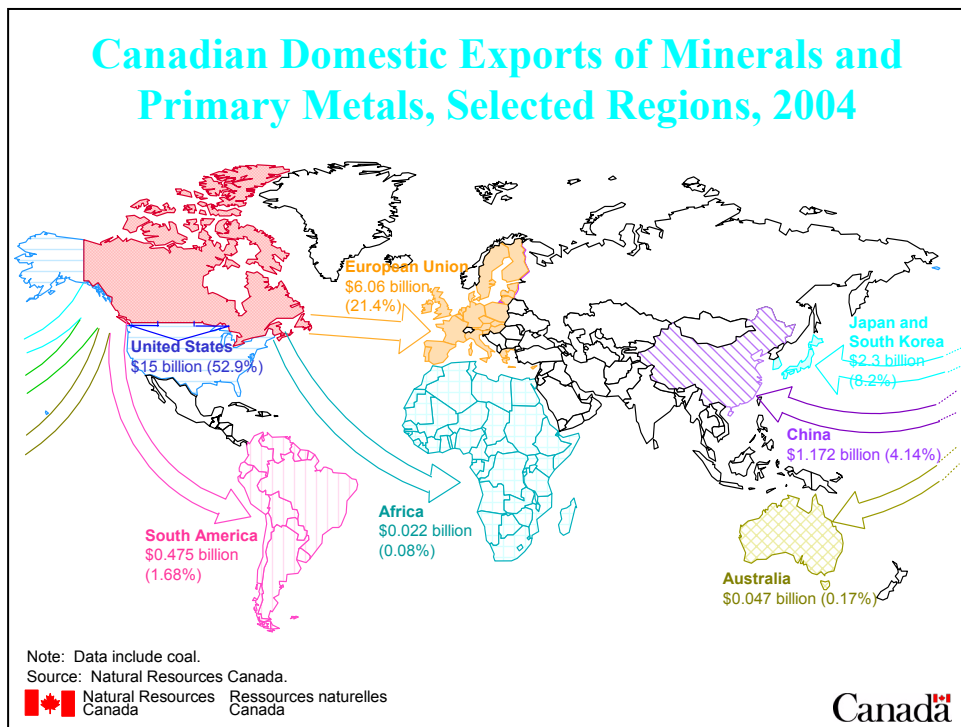 Canadian Domestic Exports of Minerals and
Primary Metals, Selected Regions, 2004
European Union
$6.06 billion
(21.4%)
United States
$15 billion (52.9%)
Japan and
South Korea
$2.3 billion
(8.2%)
China
$1.172 billion (4.14%)
Africa
$0.022 billion
(0.08%)
South America
$0.475 billion
(1.68%)
Australia
$0.047 billion (0.17%)
Note: Data include coal.
Source: Natural Resources Canada.
Natural Resources Ressources naturelles
Canada Canada
Canada